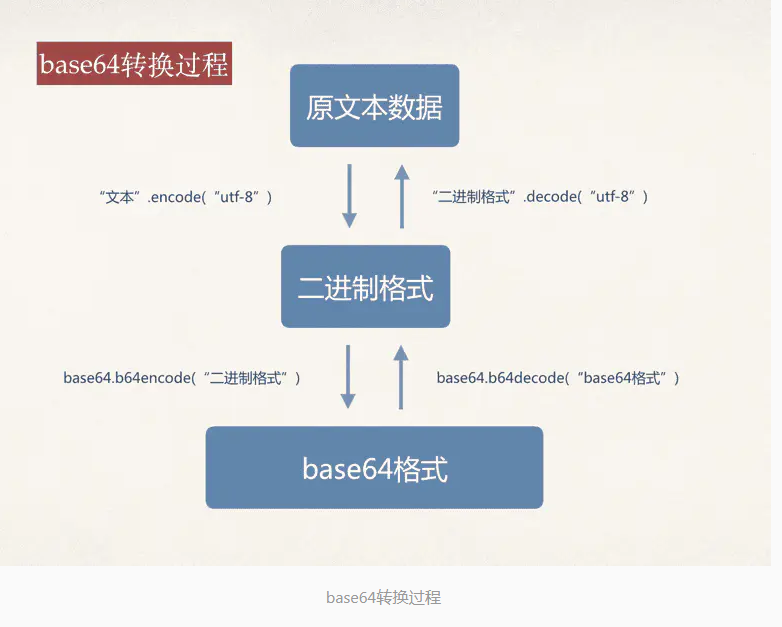 base64转换过程
原文本数据
“文本”.encode(“utf-8”)
“二进制格式”.decode(“utf-8”)
二进制格式
base64.b64encode(“二进制格式”)
base64.b64decode(“base64格式”)
base64格式
base64转换过程